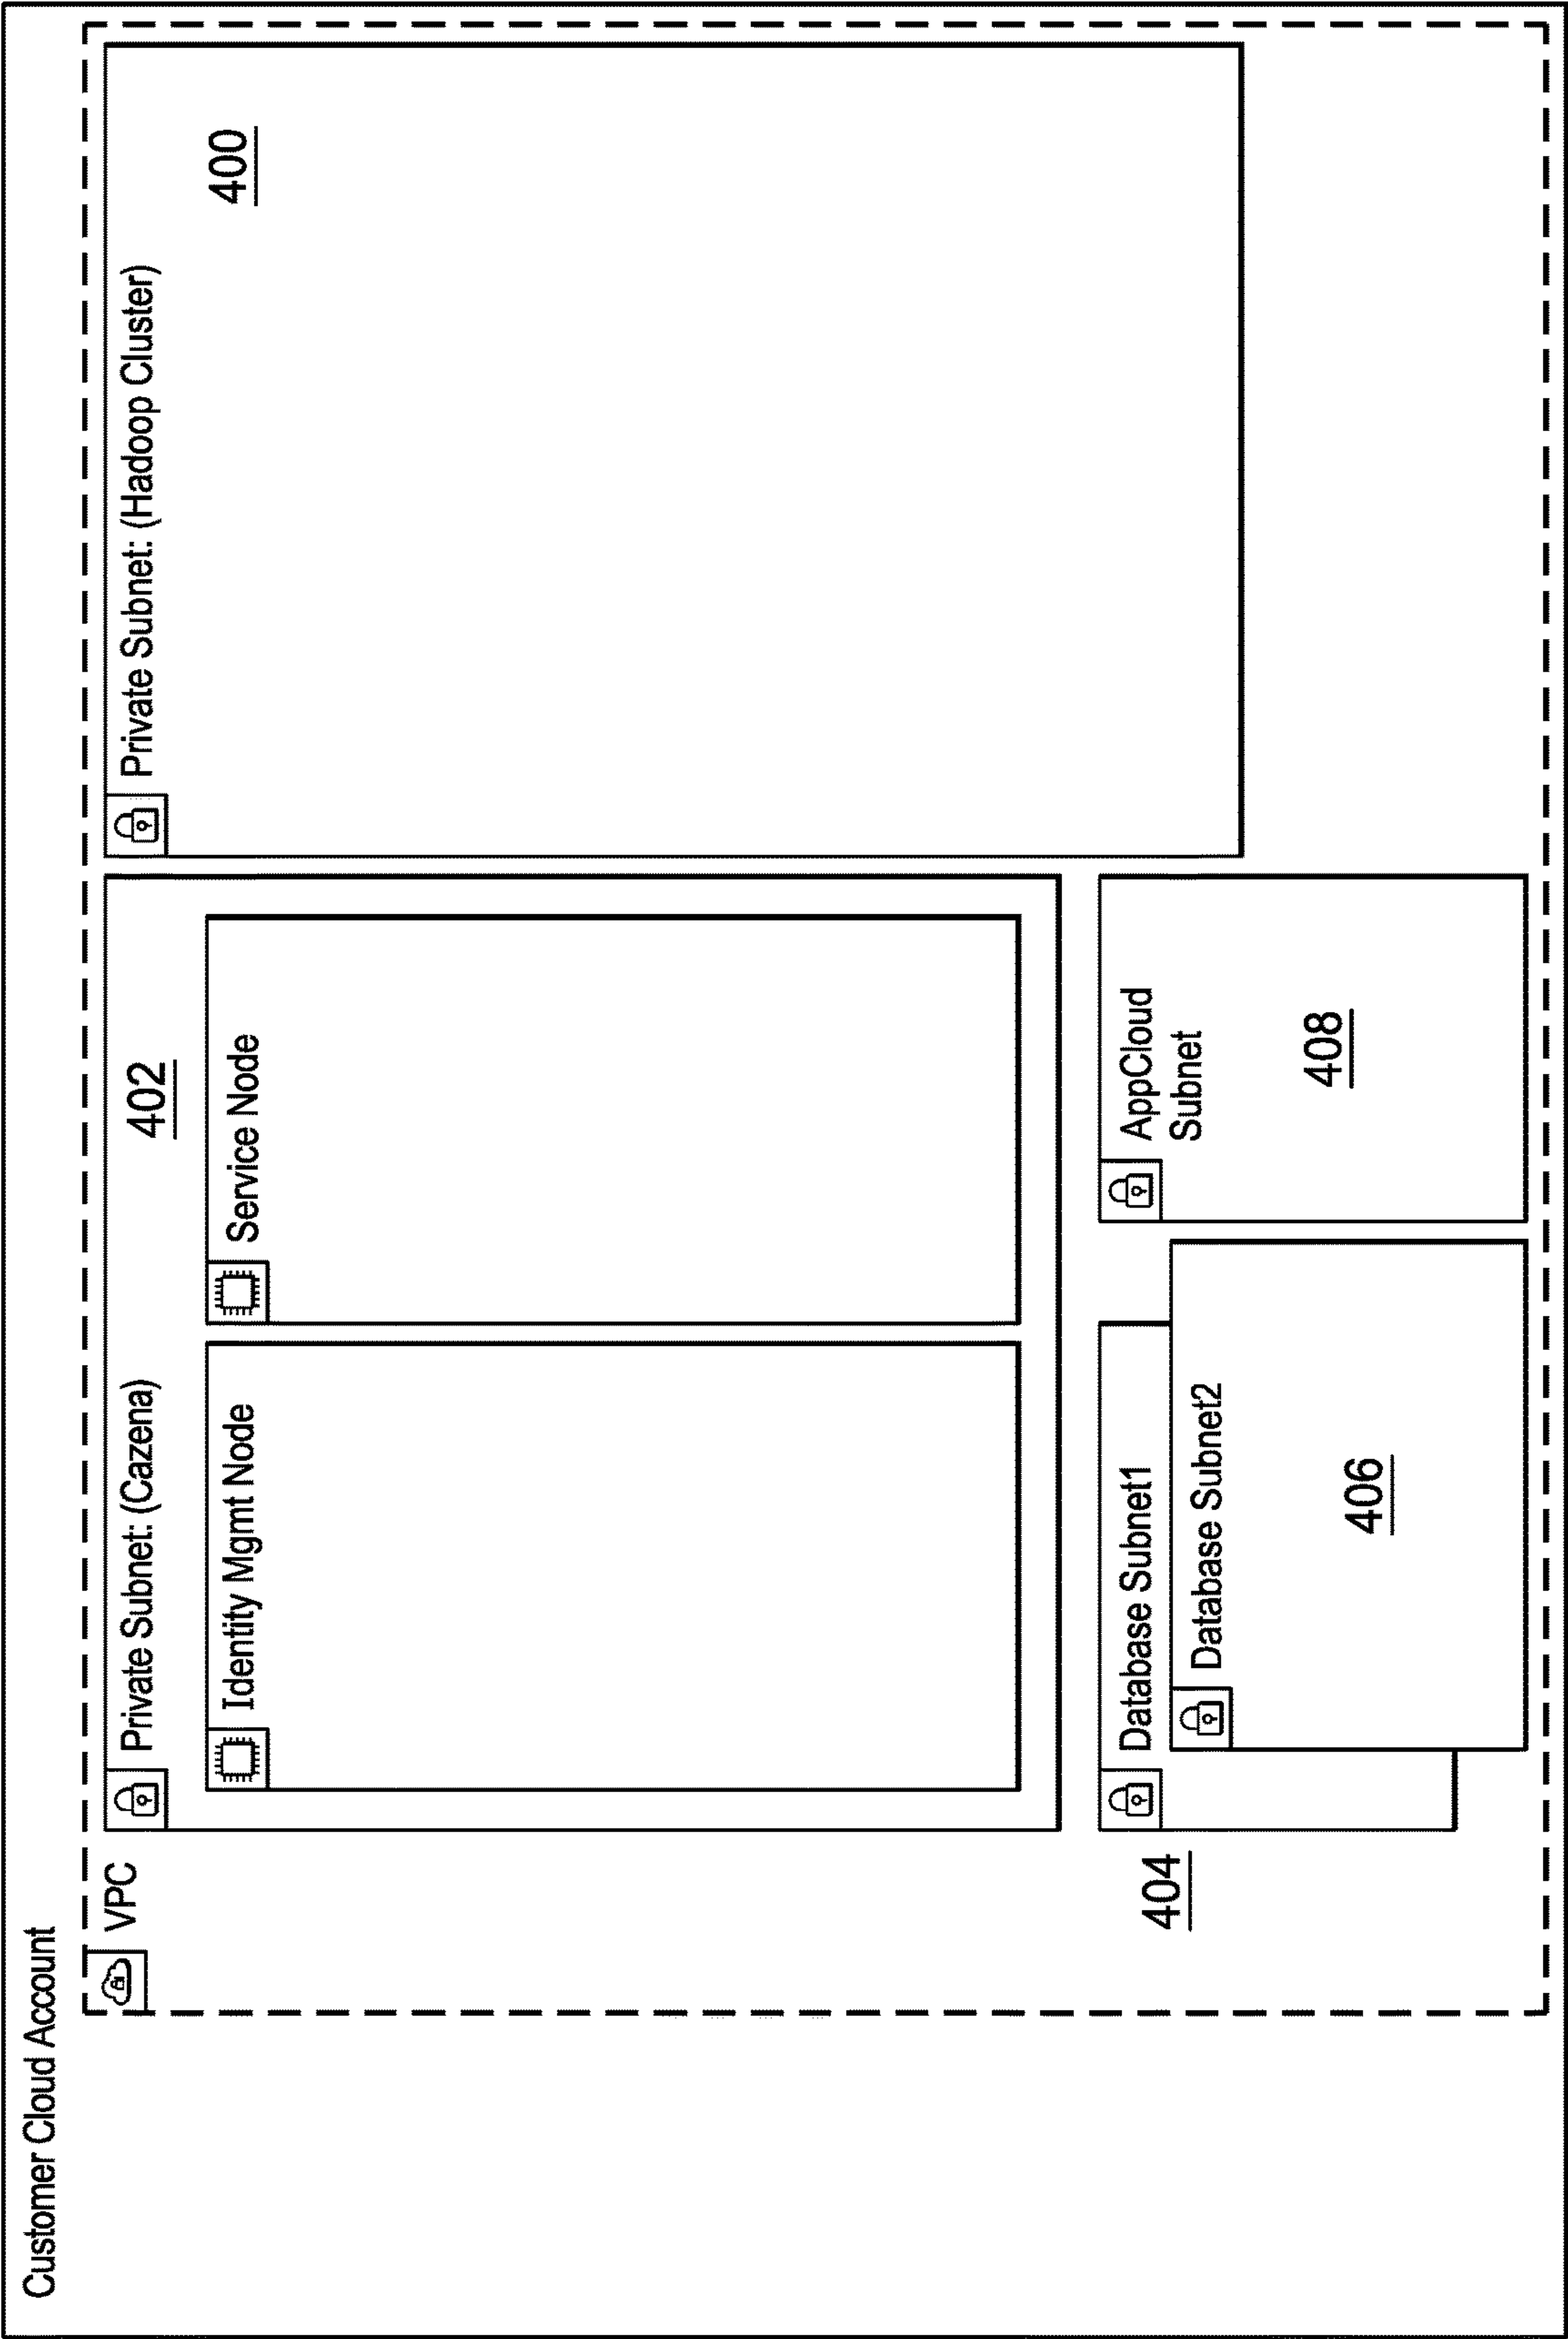 Customer Cloud Account
VPC
Private Subnet: (Cazena)
402
Identity Mgmt Node
Service Node
Private Subnet: (Hadoop Cluster)
400
404
Database Subnet1
Database Subnet2
406
AppCloud
Subnet
408